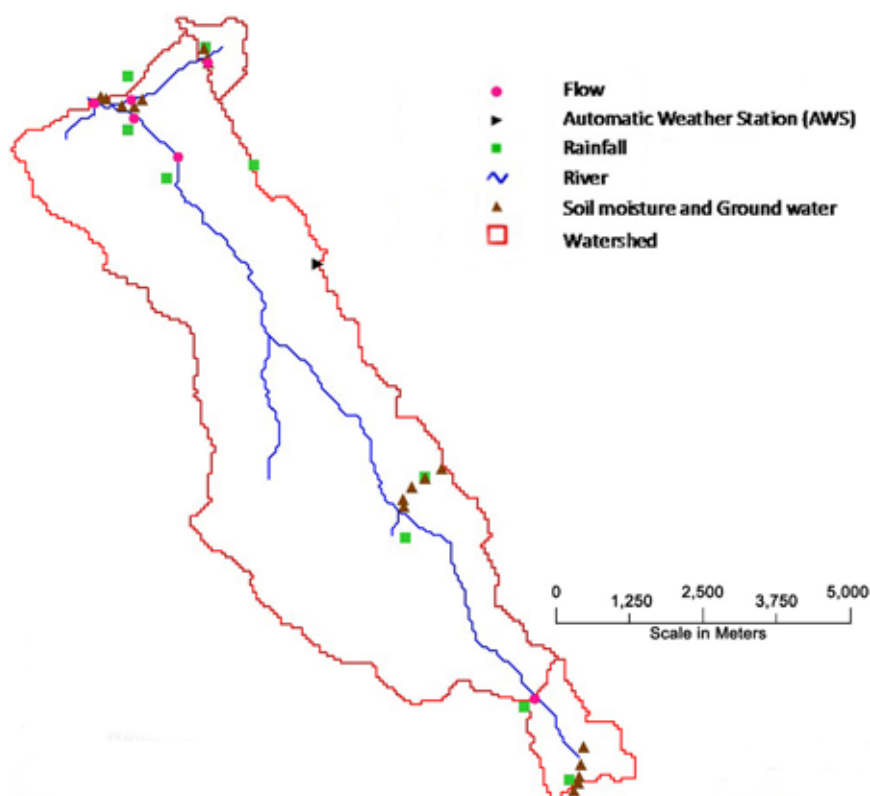 Flow
Automatic Weather Station (AWS)
Rainfall
River
Soil moisture and Ground water
Watershed
0 2,500 5,000
1,250 3,750
Scale in Meters